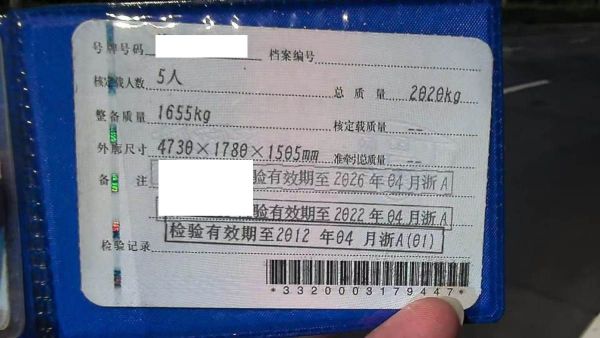 号牌号码 档案编号
核定载人数 5人 总质量 2020kg
整备质量 1655kg 核定载质量 --
外廓尺寸 4730×1780×1505mm 准牵引总质量 --
备注 验有效期至2026年04月浙A
验有效期至2022年04月浙A
检验有效期至2012年04月浙A(01)
检验记录
*3320003179447*